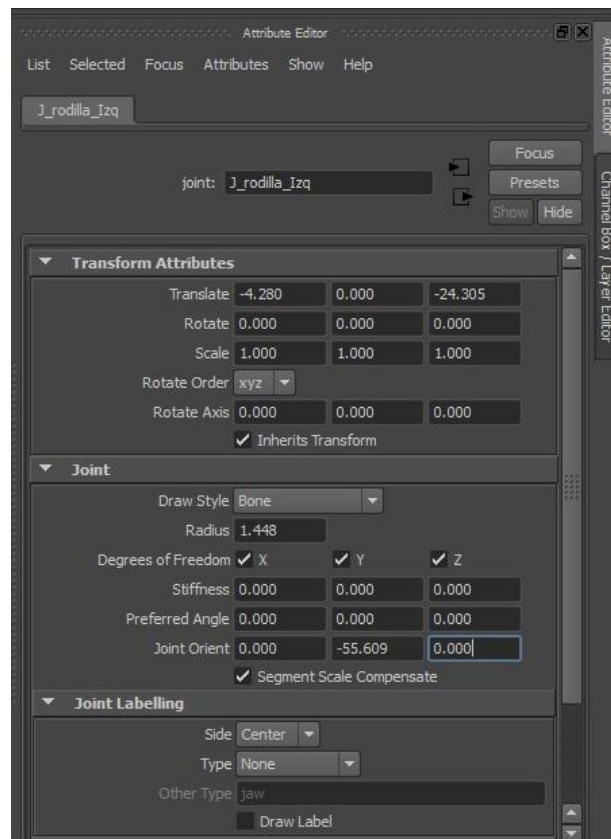 Attribute Editor
List Selected Focus Attributes Show Help
J_rodilla_Izq
joint: J_rodilla_Izq
Focus
Presets
Show Hide
Transform Attributes
Translate -4.280 0.000 -24.305
Rotate 0.000 0.000 0.000
Scale 1.000 1.000 1.000
Rotate Order xyz
Rotate Axis 0.000 0.000 0.000
Inherits Transform
Joint
Draw Style Bone
Radius 1.448
Degrees of Freedom X Y Z
Stiffness 0.000 0.000 0.000
Preferred Angle 0.000 0.000 0.000
Joint Orient 0.000 -55.609 0.000
Segment Scale Compensate
Joint Labelling
Side Center
Type None
Other Type jaw
Draw Label
Attribute Editor
Channel Box / Layer Editor